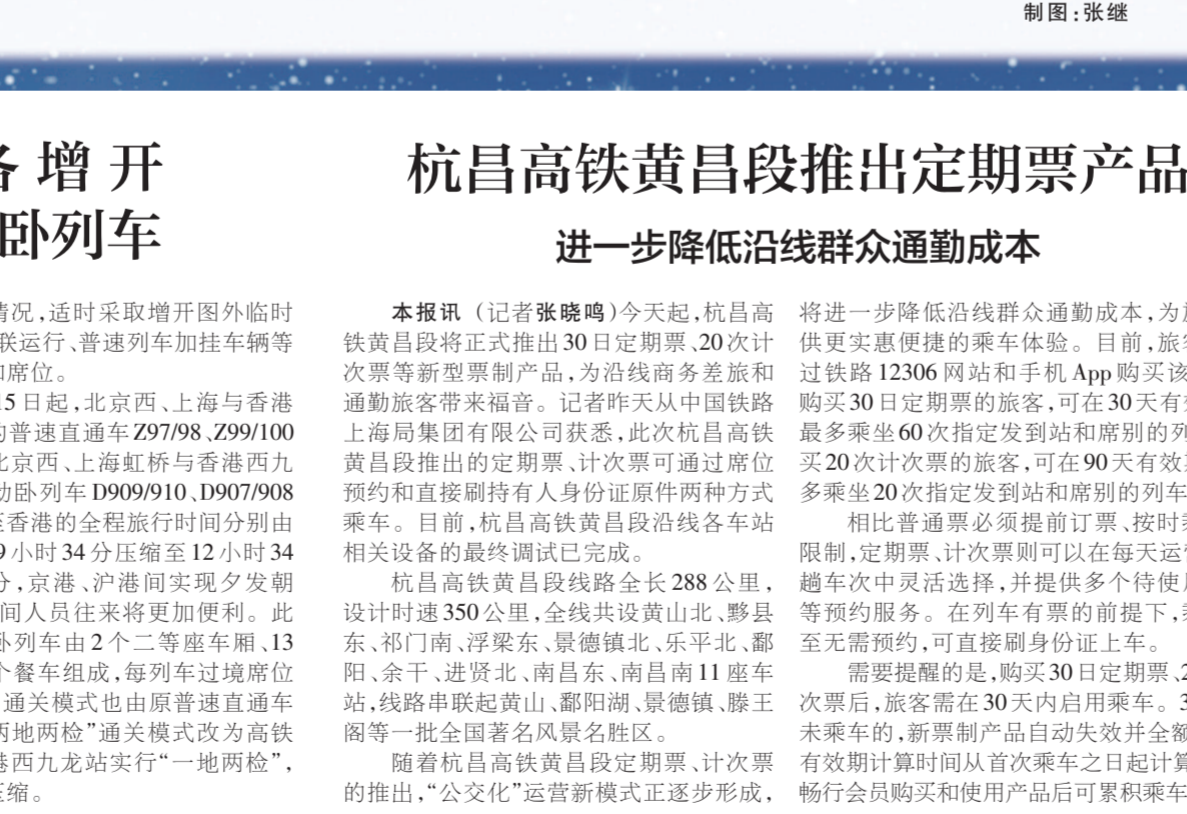 制图:张继
增开
卧列车
情况,适时采取增开图外临时
联运行、普速列车加挂车辆等
加席位。
15日起,北京西、上海与香港
的普速直通车Z97/98、Z99/100
北京西、上海虹桥与香港西九
动卧列车D909/910、D907/908
至香港的全程旅行时间分别由
9小时34分压缩至12小时34
分,京港、沪港间实现夕发朝
间人员往来将更加便利。此
卧列车由2个二等座车厢、13
个餐车组成,每列车过境席位
通关模式也由原普速直通车
两地两检”通关模式改为高铁
港西九龙站实行“一地两检”,
压缩。
杭昌高铁黄昌段推出定期票产品
进一步降低沿线群众通勤成本
本报讯 (记者张晓鸣)今天起,杭昌高
铁黄昌段将正式推出30日定期票、20次计
次票等新型票制产品,为沿线商务差旅和
通勤旅客带来福音。记者昨天从中国铁路
上海局集团有限公司获悉,此次杭昌高铁
黄昌段推出的定期票、计次票可通过席位
预约和直接刷持有人身份证原件两种方式
乘车。目前,杭昌高铁黄昌段沿线各车站
相关设备的最终调试已完成。
杭昌高铁黄昌段线路全长288公里,
设计时速350公里,全线共设黄山北、黟县
东、祁门南、浮梁东、景德镇北、乐平北、鄱
阳、余干、进贤北、南昌东、南昌南11座车
站,线路串联起黄山、鄱阳湖、景德镇、滕王
阁等一批全国著名风景名胜区。
随着杭昌高铁黄昌段定期票、计次票
的推出,“公交化”运营新模式正逐步形成,
将进一步降低沿线群众通勤成本,为
供更实惠便捷的乘车体验。目前,旅
过铁路12306网站和手机App购买该
购买30日定期票的旅客,可在30天有
最多乘坐60次指定发到站和席别的列
买20次计次票的旅客,可在90天有效
多乘坐20次指定发到站和席别的列车
相比普通票必须提前订票、按时
限制,定期票、计次票则可以在每天运
趟车次中灵活选择,并提供多个待使
等预约服务。在列车有票的前提下,
至无需预约,可直接刷身份证上车。
需要提醒的是,购买30日定期票、2
次票后,旅客需在30天内启用乘车。3
未乘车的,新票制产品自动失效并全
有效期计算时间从首次乘车之日起计算
畅行会员购买和使用产品后可累积乘车